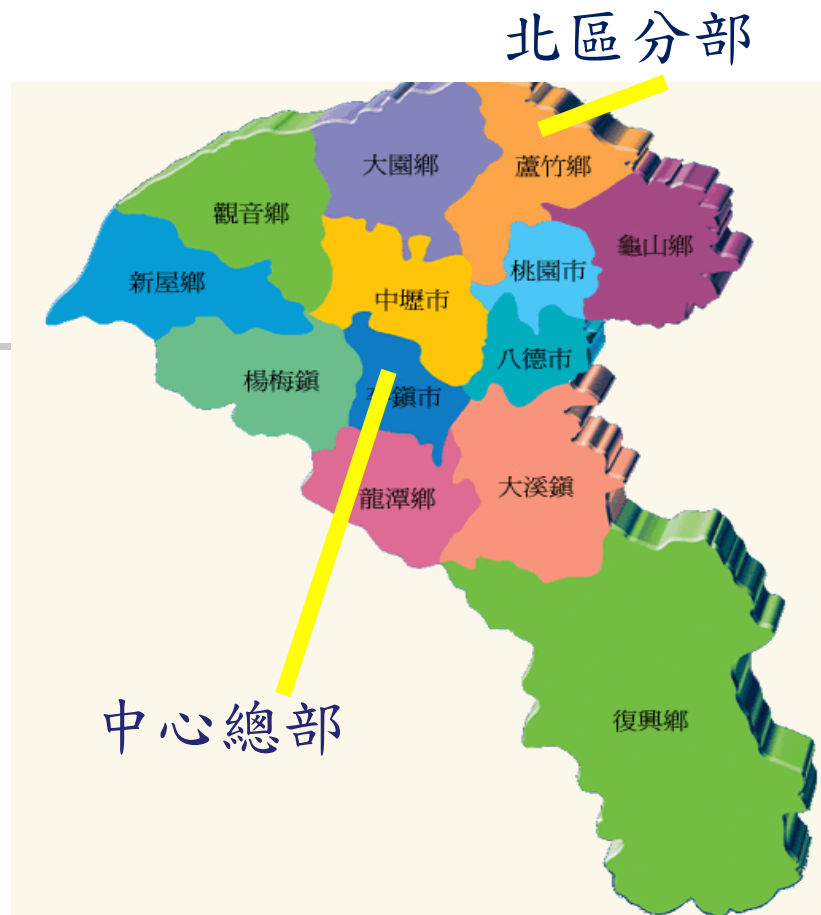 北區分部
大園鄉
蘆竹鄉
觀音鄉
龜山鄉
新屋鄉
桃園市
中壢市
八德市
楊梅鎮
鎮市
龍潭鄉
大溪鎮
中心總部
復興鄉